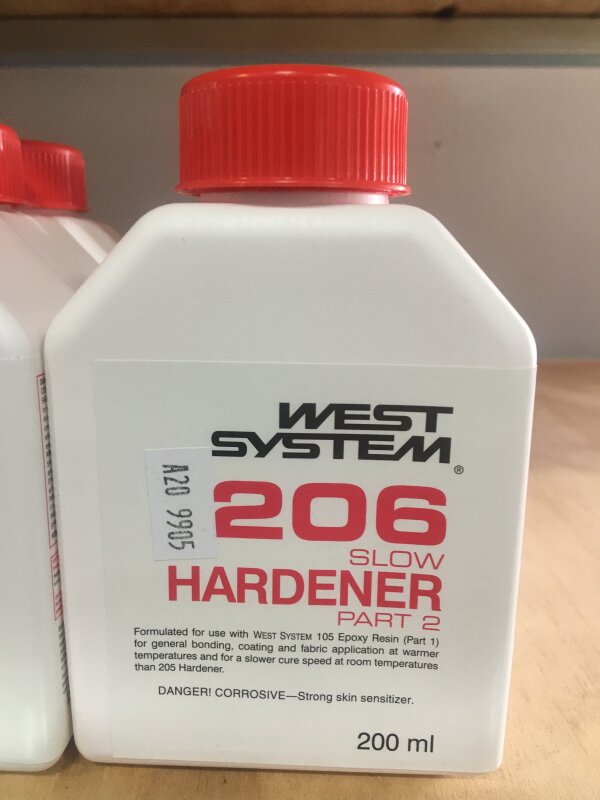 WEST
SYSTEM®
A20 9905
206
SLOW
HARDENER
PART 2
Formulated for use with WEST SYSTEM 105 Epoxy Resin (Part 1)
for general bonding, coating and fabric application at warmer
temperatures and for a slower cure speed at room temperatures
than 205 Hardener.
DANGER! CORROSIVE—Strong skin sensitizer.
200 ml